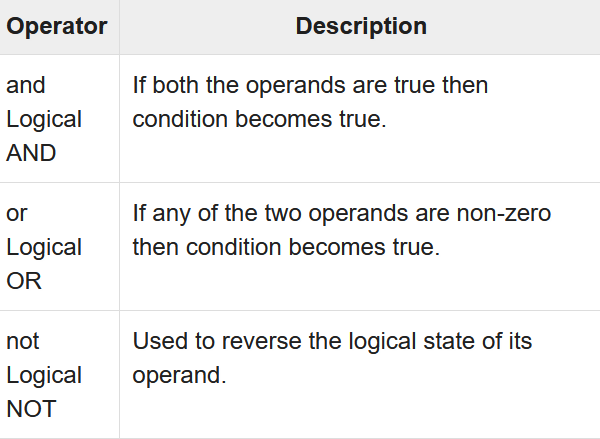 Operator Description
and
Logical
AND
If both the operands are true then
condition becomes true.
or
Logical
OR
If any of the two operands are non-zero
then condition becomes true.
not
Logical
NOT
Used to reverse the logical state of its
operand.